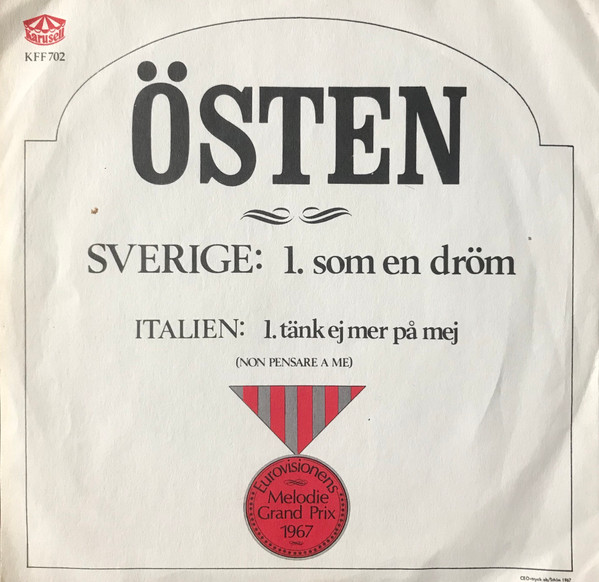 Karusell
KFF 702
ÖSTEN
SVERIGE: 1. som en dröm
ITALIEN: 1. tänk ej mer på mej
(NON PENSARE A ME)
Eurovisionens
Melodie
Grand Prix
1967